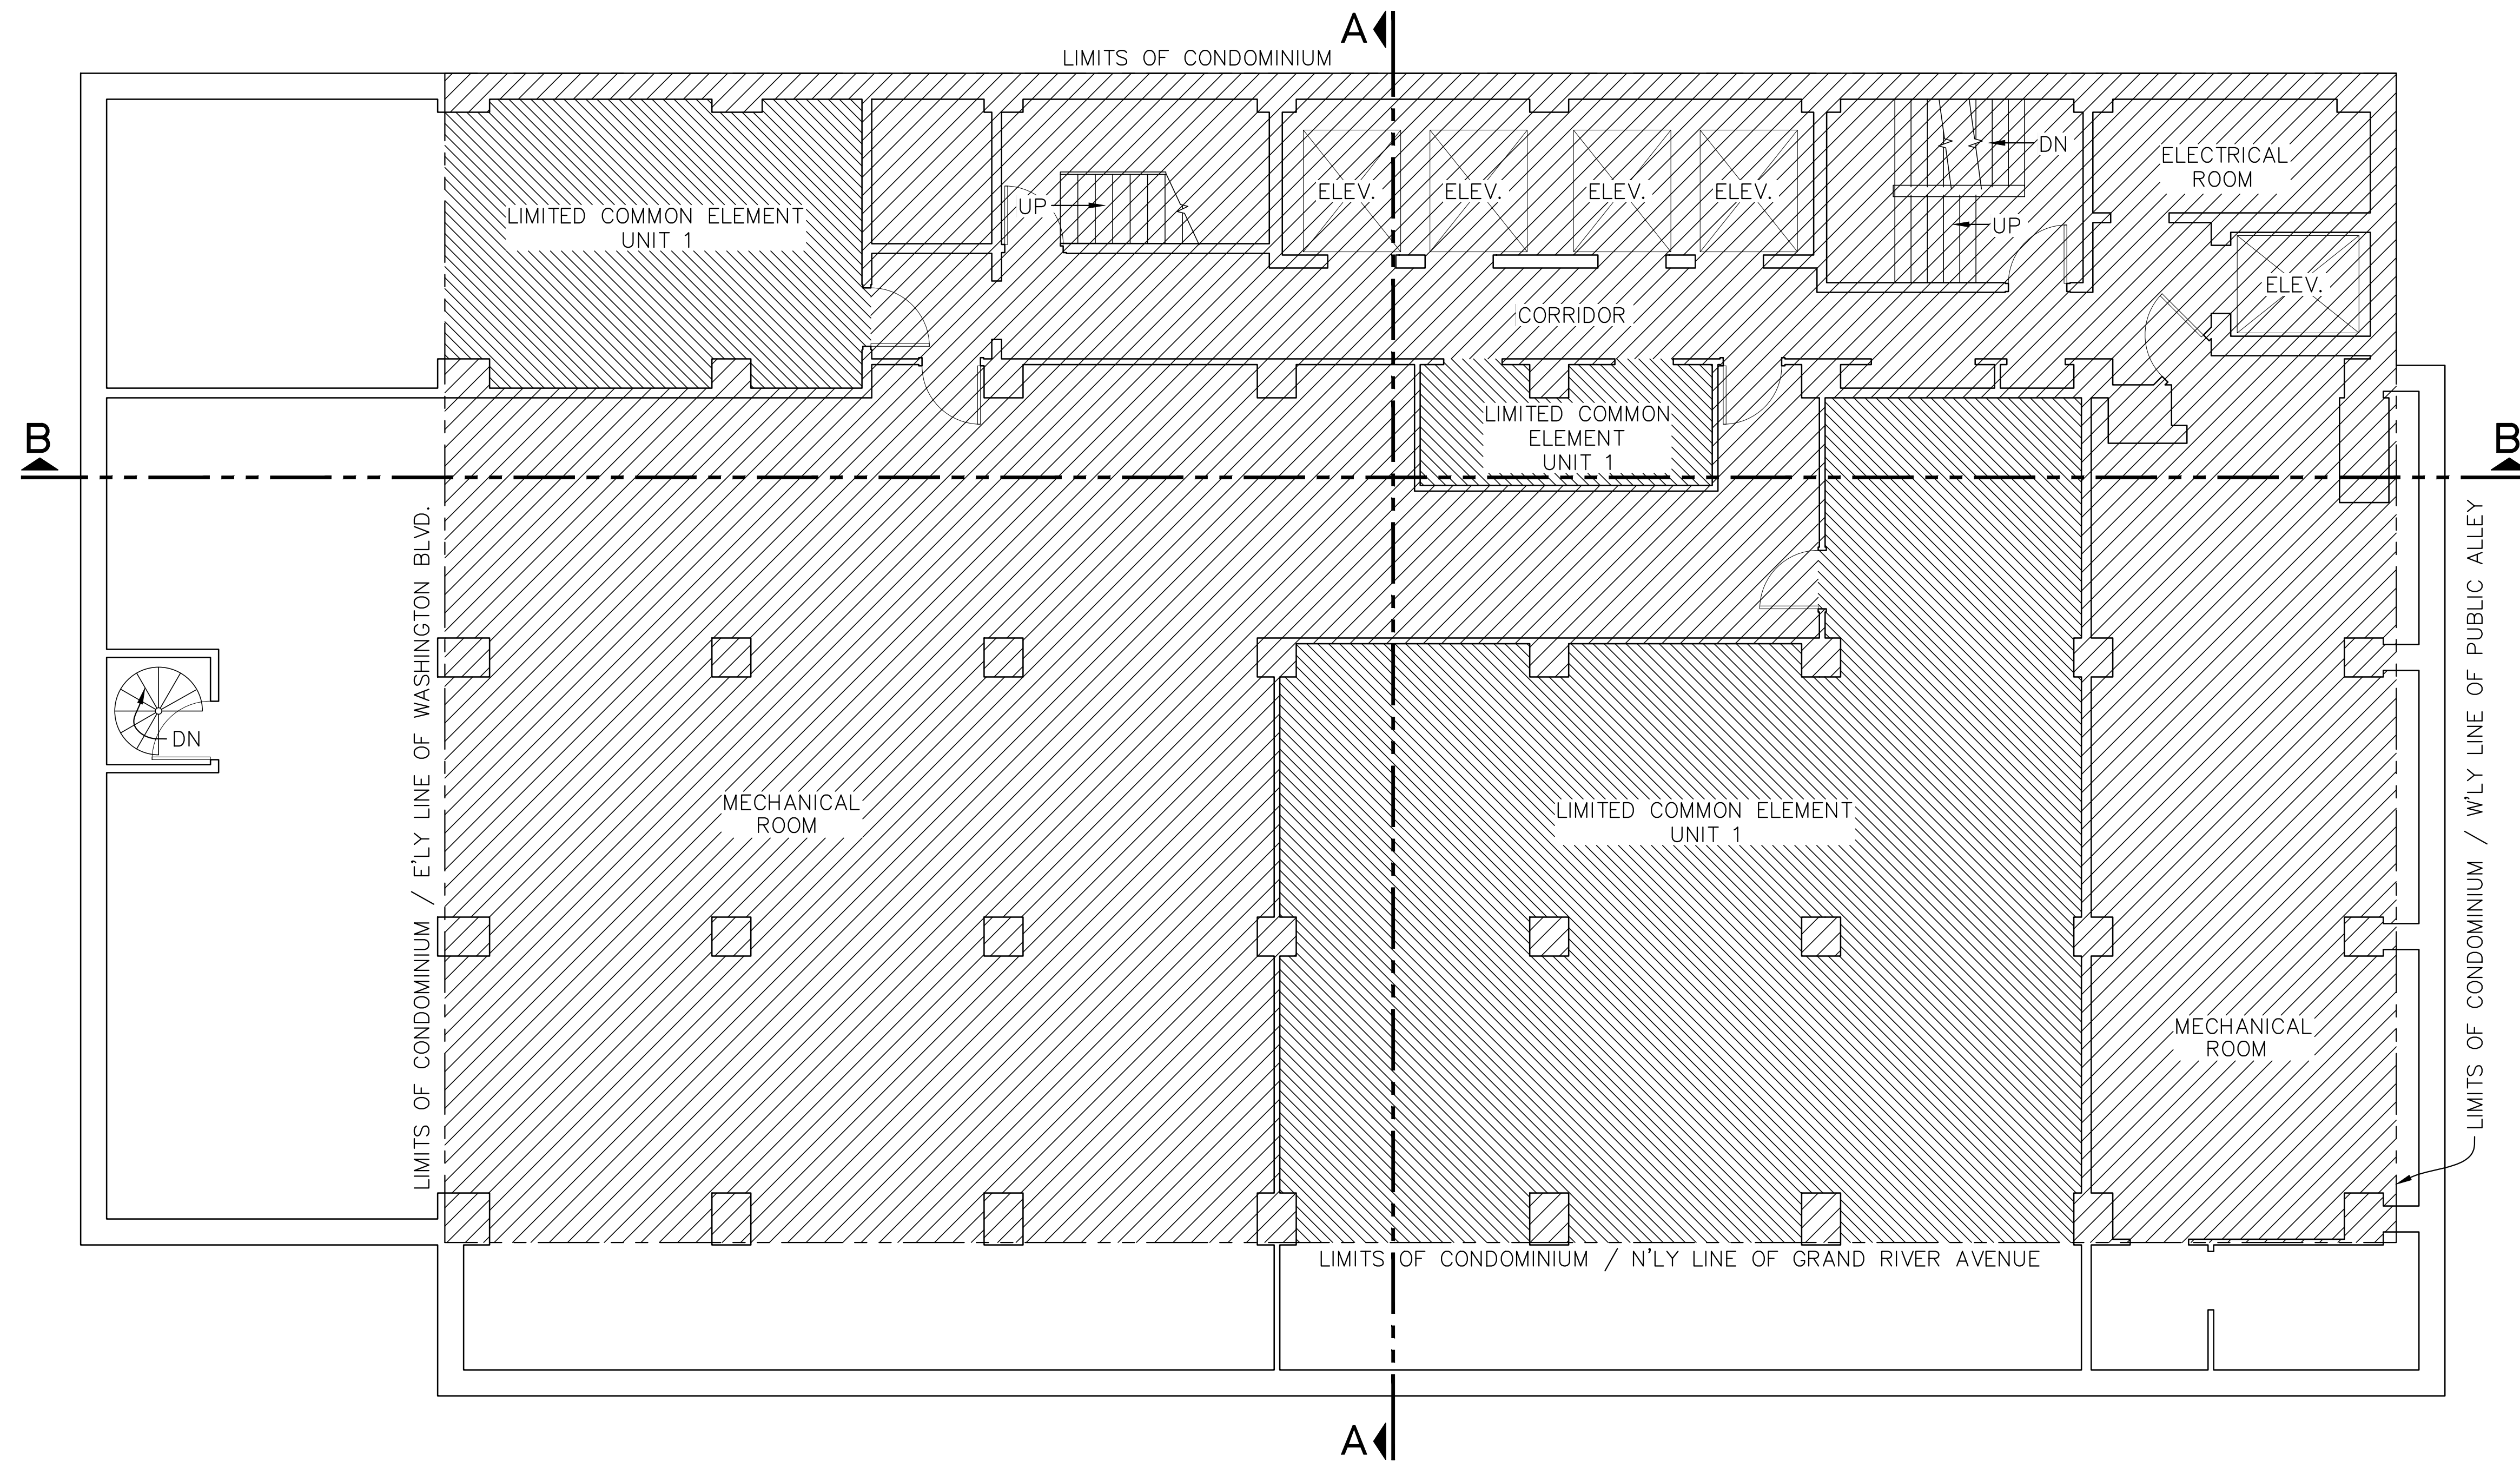 A
LIMITS OF CONDOMINIUM
DN
ELECTRICAL
ROOM
LIMITED COMMON ELEMENT
UNIT 1
UP
ELEV.
ELEV.
ELEV.
ELEV.
UP
ELEV.
CORRIDOR
LIMITED COMMON
ELEMENT
UNIT 1
B
B
LIMITS OF CONDOMINIUM / E'LY LINE OF WASHINGTON BLVD.
LIMITS OF CONDOMINIUM / W'LY LINE OF PUBLIC ALLEY
DN
MECHANICAL
ROOM
LIMITED COMMON ELEMENT
UNIT 1
MECHANICAL
ROOM
LIMITS OF CONDOMINIUM / N'LY LINE OF GRAND RIVER AVENUE
A